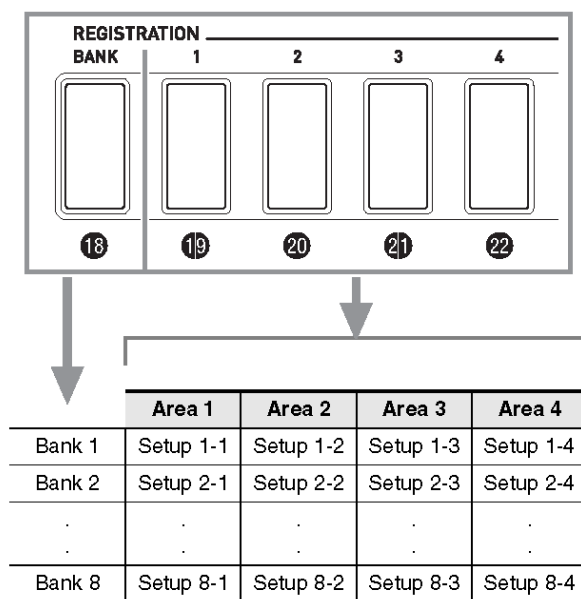 REGISTRATION
BANK 1 2 3 4
18 19 20 21 22
Area 1 Area 2 Area 3 Area 4
Bank 1 Setup 1-1 Setup 1-2 Setup 1-3 Setup 1-4
Bank 2 Setup 2-1 Setup 2-2 Setup 2-3 Setup 2-4
. . . . .
. . . . .
Bank 8 Setup 8-1 Setup 8-2 Setup 8-3 Setup 8-4